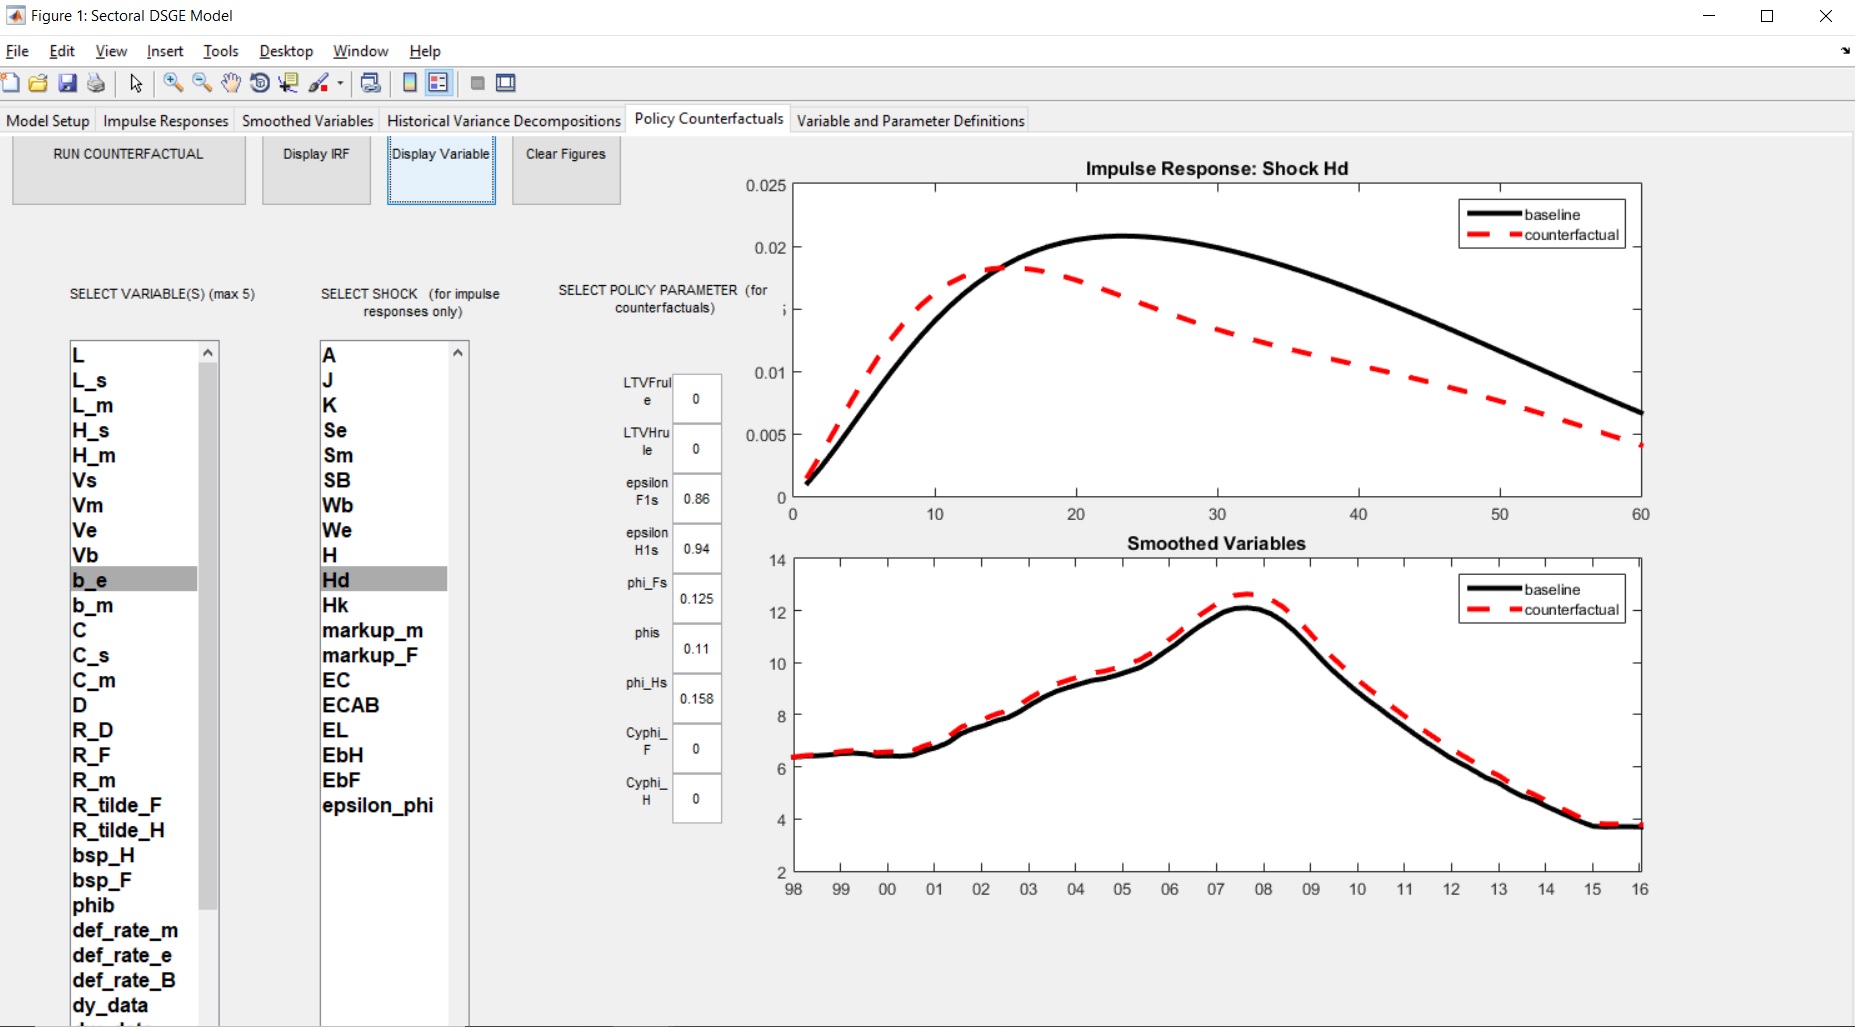 Figure 1: Sectoral DSGE Model
File Edit View Insert Tools Desktop Window Help
Model Setup Impulse Responses Smoothed Variables Historical Variance Decompositions Policy Counterfactuals Variable and Parameter Definitions
RUN COUNTERFACTUAL Display IRF Display Variable Clear Figures
SELECT VARIABLE(S) (max 5)
L
L_s
L_m
H_s
H_m
Vs
Vm
Ve
Vb
b_e
b_m
C
C_s
C_m
D
R_D
R_F
R_m
R_tilde_F
R_tilde_H
bsp_H
bsp_F
phib
def_rate_m
def_rate_e
def_rate_B
dy_data
SELECT SHOCK (for impulse
responses only)
A
J
K
Se
Sm
SB
Wb
We
H
Hd
Hk
markup_m
markup_F
EC
ECAB
EL
EbH
EbF
epsilon_phi
SELECT POLICY PARAMETER (for
counterfactuals)
LTVFrul
e
0
LTVHru
le
0
epsilon
F1s
0.86
epsilon
H1s
0.94
phi_Fs
0.125
phis
0.11
phi_Hs
0.158
Cyphi_
F
0
Cyphi_
H
0
Impulse Response: Shock Hd
0.025
0.02
0.01
0.005
0
0 10 20 30 40 50 60
baseline
counterfactual
Smoothed Variables
14
12
10
8
6
4
2
98 99 00 01 02 03 04 05 06 07 08 09 10 11 12 13 14 15 16
baseline
counterfactual